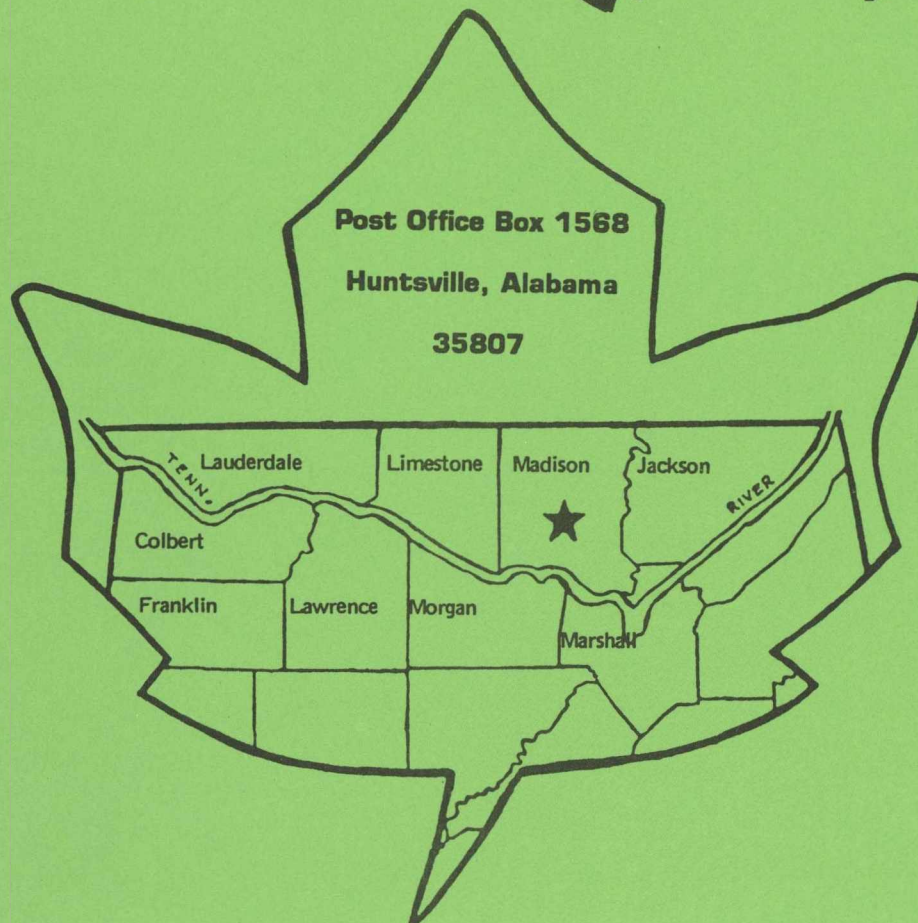 Post Office Box 1568
Huntsville, Alabama
35807
TENN.
Lauderdale
Limestone
Madison
Jackson
RIVER
Colbert
Franklin
Lawrence
Morgan
Marshall